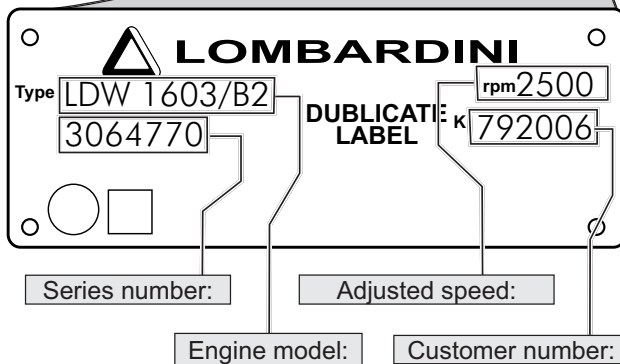 LOMBARDINI
Type LDW 1603/B2 rpm 2500
3064770 DUBLICATE LABEL K 792006
Series number: Adjusted speed:
Engine model: Customer number: